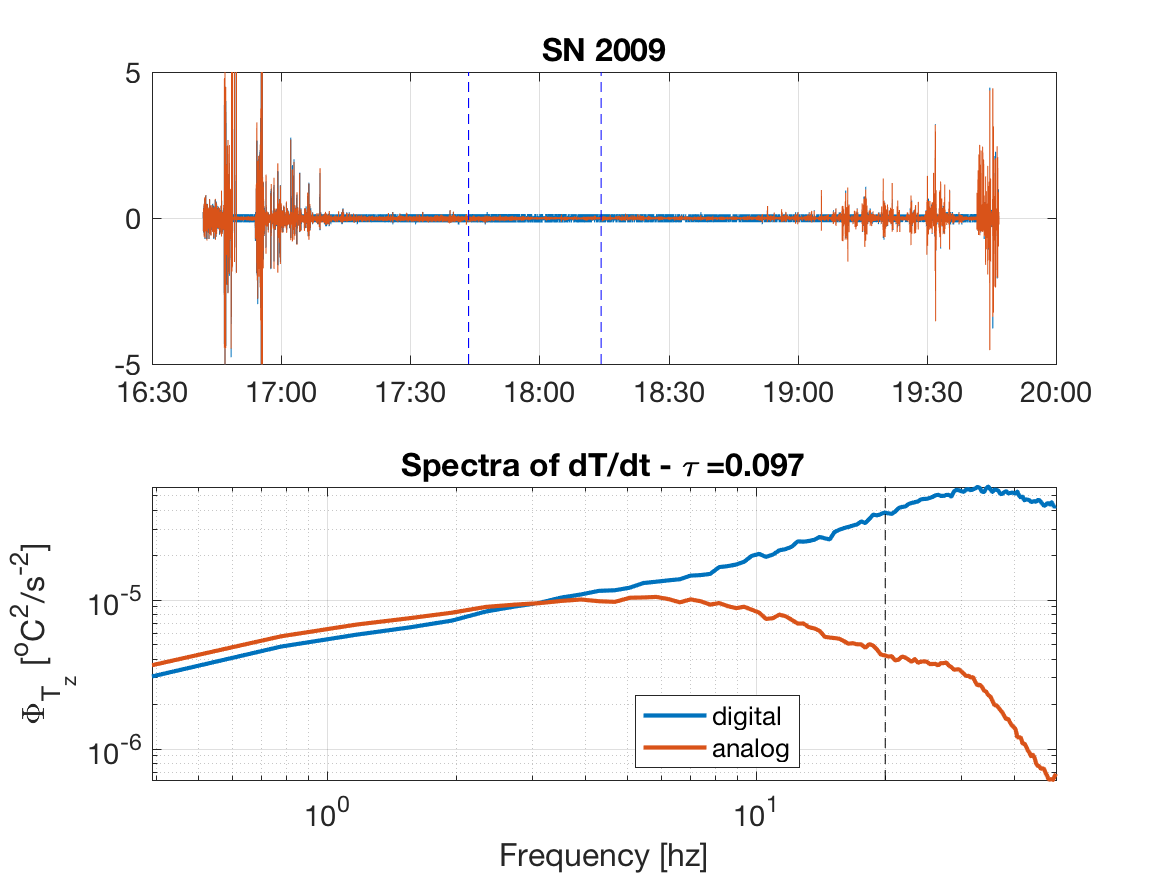 SN 2009
5
0
-5
16:30 17:00 17:30 18:00 18:30 19:00 19:30 20:00
Spectra of dT/dt - τ =0.097
Φ_{T_z} [°C²/s⁻²]
10⁻⁵
10⁻⁶
digital
analog
10⁰ 10¹
Frequency [hz]